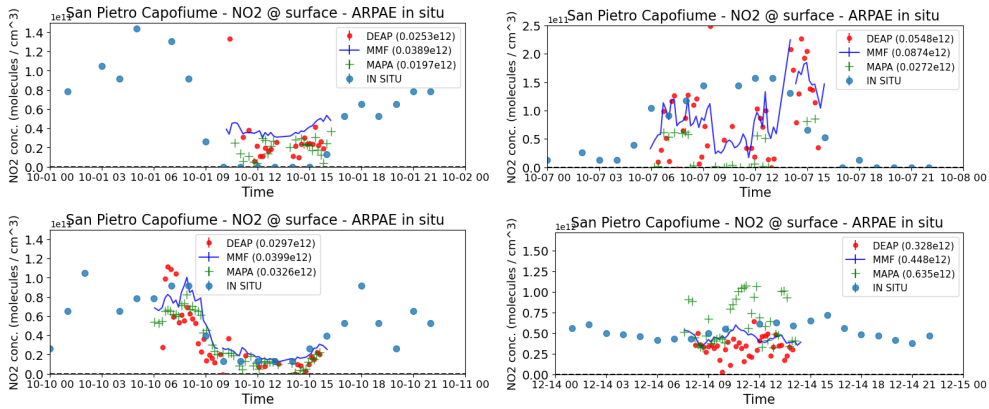 San Pietro Capofiume - NO2 @ surface - ARPAE in situ
1e11
NO2 conc. (molecules / cm^3)
1.4
1.2
1.0
0.8
0.6
0.4
0.2
0.0
DEAP (0.0253e12)
MMF (0.0389e12)
MAPA (0.0197e12)
IN SITU
10-01 00 10-01 03 10-01 06 10-01 09 10-01 12 10-01 15 10-01 18 10-01 21 10-02 00
Time
San Pietro Capofiume - NO2 @ surface - ARPAE in situ
1e11
NO2 conc. (molecules / cm^3)
2.5
2.0
1.5
1.0
0.5
0.0
DEAP (0.0548e12)
MMF (0.0874e12)
MAPA (0.0272e12)
IN SITU
10-07 00 10-07 03 10-07 06 10-07 09 10-07 12 10-07 15 10-07 18 10-07 21 10-08 00
Time
San Pietro Capofiume - NO2 @ surface - ARPAE in situ
1e11
NO2 conc. (molecules / cm^3)
1.4
1.2
1.0
0.8
0.6
0.4
0.2
0.0
DEAP (0.0297e12)
MMF (0.0399e12)
MAPA (0.0326e12)
IN SITU
10-10 00 10-10 03 10-10 06 10-10 09 10-10 12 10-10 15 10-10 18 10-10 21 10-11 00
Time
San Pietro Capofiume - NO2 @ surface - ARPAE in situ
NO2 conc. (molecules / cm^3)
1.50
1.25
1.00
0.75
0.50
0.25
0.00
DEAP (0.328e12)
MMF (0.448e12)
MAPA (0.635e12)
IN SITU
12-14 00 12-14 03 12-14 06 12-14 09 12-14 12 12-14 15 12-14 18 12-14 21 12-15 00
Time